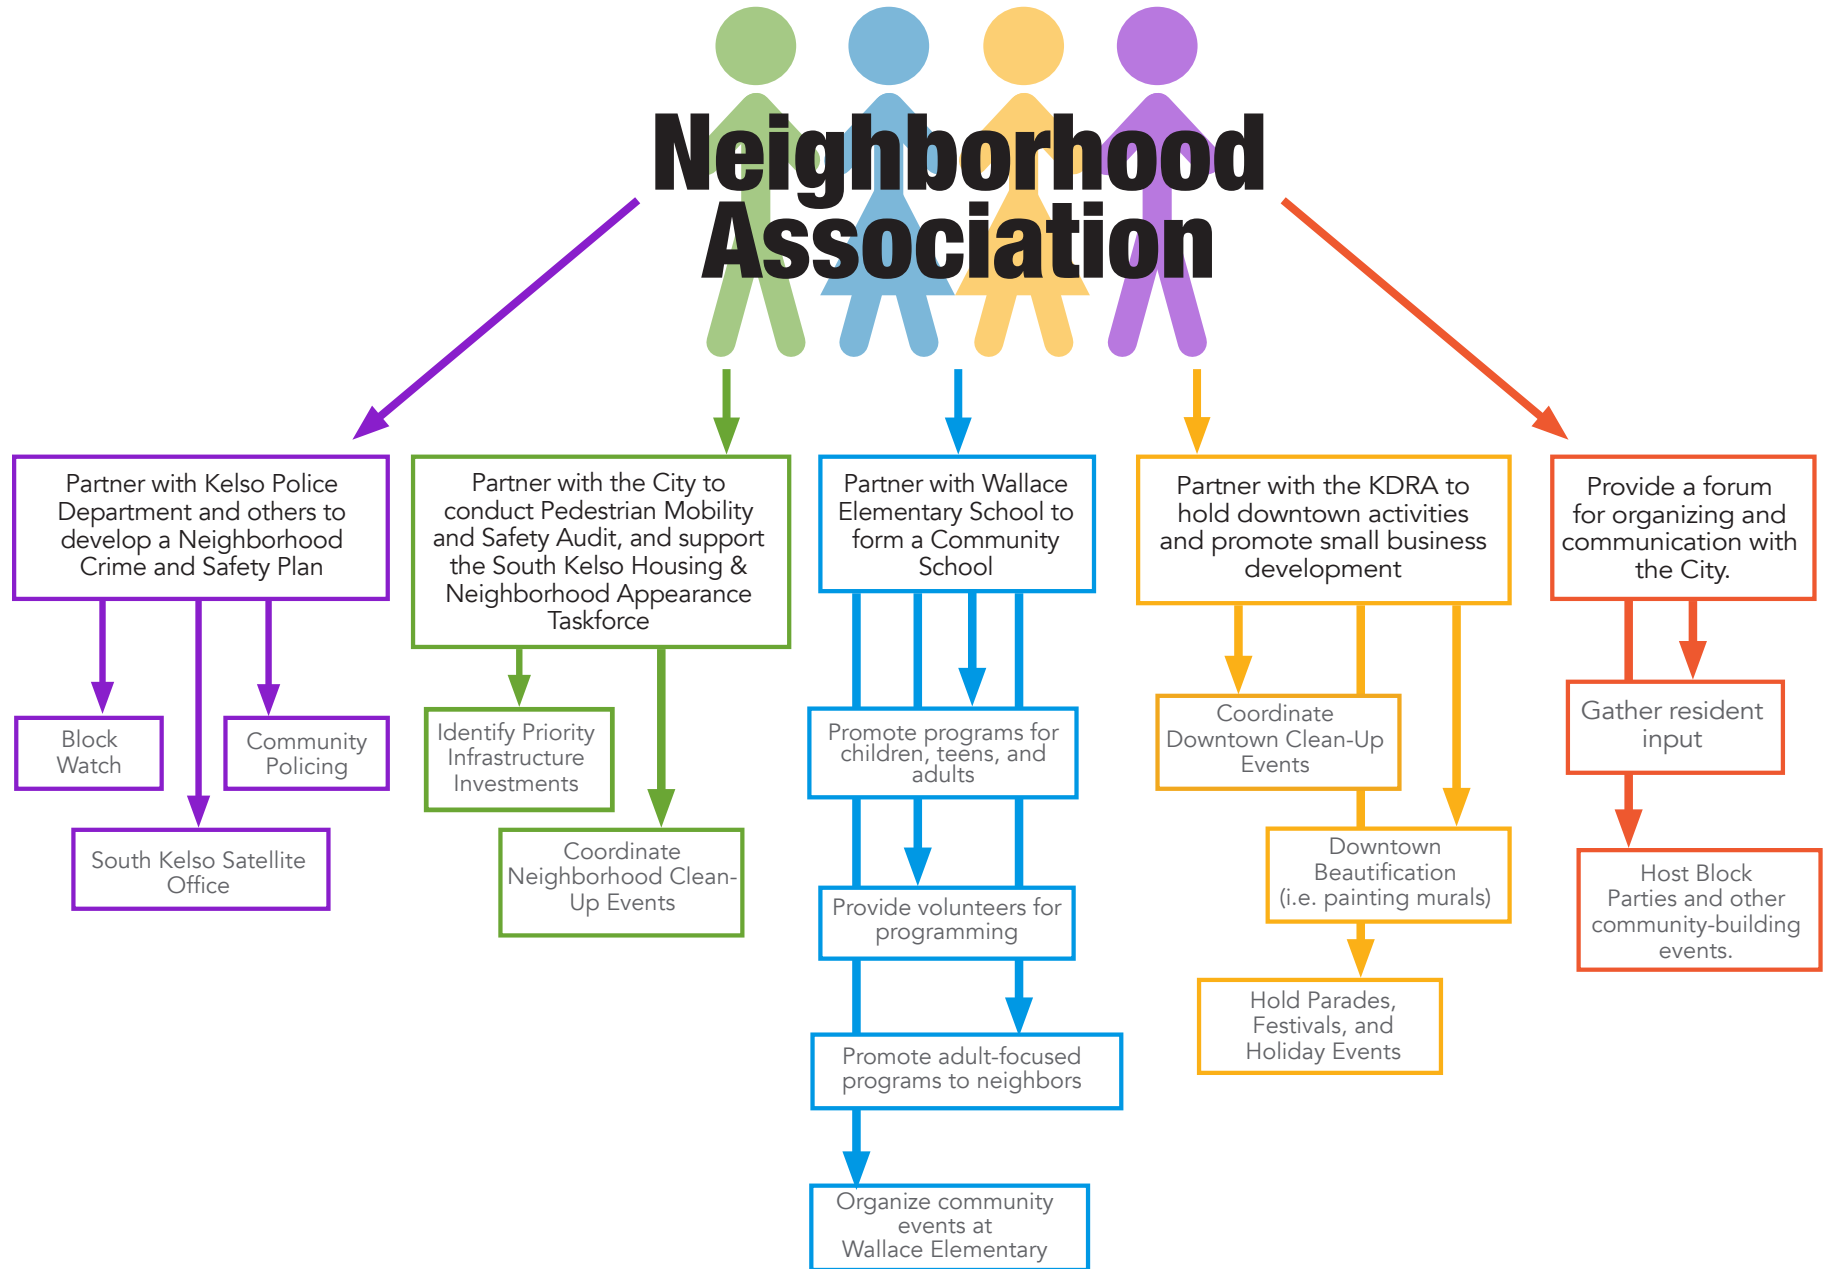 Neighborhood
Association
Partner with Kelso Police
Department and others to
develop a Neighborhood
Crime and Safety Plan
Block
Watch
Community
Policing
South Kelso Satellite
Office
Partner with the City to
conduct Pedestrian Mobility
and Safety Audit, and support
the South Kelso Housing &
Neighborhood Appearance
Taskforce
Identify Priority
Infrastructure
Investments
Coordinate
Neighborhood Clean-
Up Events
Partner with Wallace
Elementary School to
form a Community
School
Promote programs for
children, teens, and
adults
Provide volunteers for
programming
Promote adult-focused
programs to neighbors
Organize community
events at
Wallace Elementary
Partner with the KDRA to
hold downtown activities
and promote small business
development
Coordinate
Downtown Clean-Up
Events
Downtown
Beautification
(i.e. painting murals)
Hold Parades,
Festivals, and
Holiday Events
Provide a forum
for organizing and
communication with
the City.
Gather resident
input
Host Block
Parties and other
community-building
events.